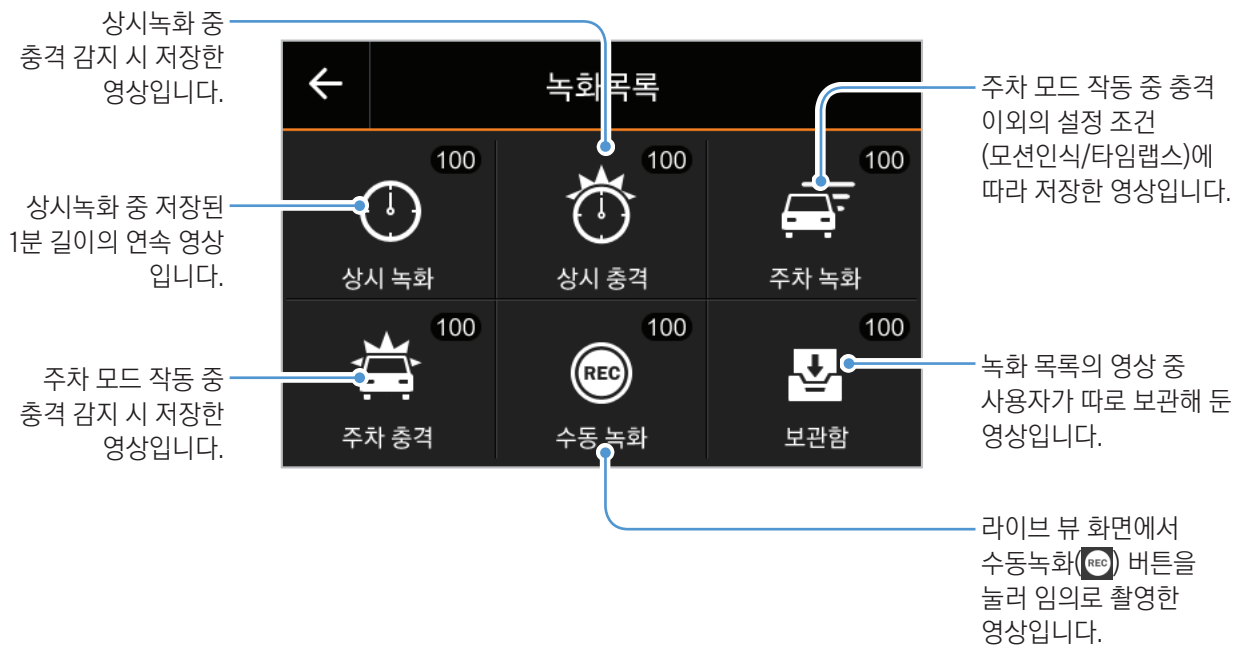 상시녹화 중
충격 감지 시 저장한
영상입니다.
녹화목록
주차 모드 작동 중 충격
이외의 설정 조건
(모션인식/타임랩스)에
따라 저장한 영상입니다.
100
100
100
상시녹화 중 저장된
1분 길이의 연속 영상
입니다.
상시 녹화
상시 충격
주차 녹화
100
100
100
REC
주차 모드 작동 중
충격 감지 시 저장한
영상입니다.
녹화 목록의 영상 중
사용자가 따로 보관해 둔
영상입니다.
주차 충격
수동 녹화
보관함
라이브 뷰 화면에서
수동녹화(REC) 버튼을
눌러 임의로 촬영한
영상입니다.